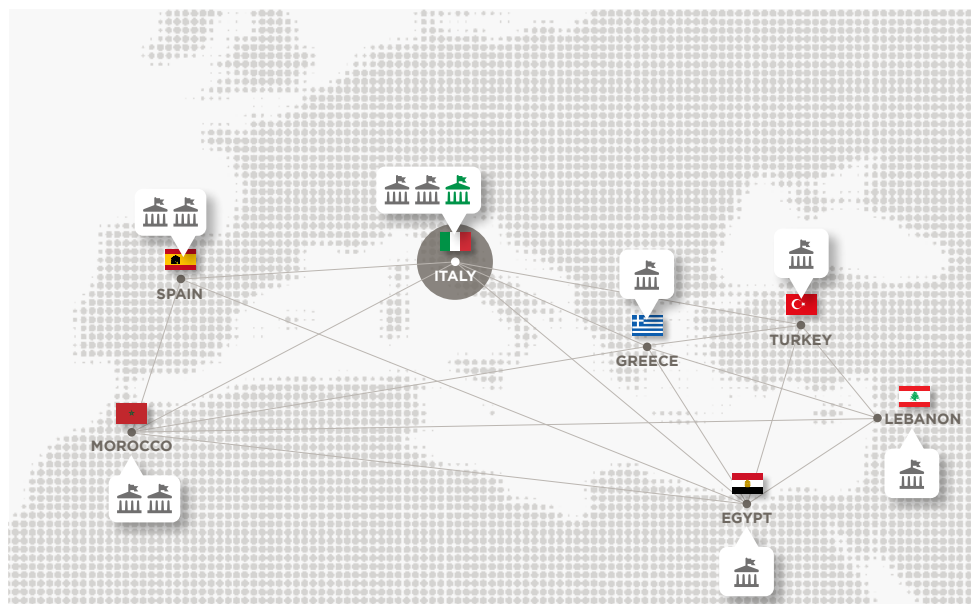 ITALY
SPAIN
TURKEY
GREECE
LEBANON
MOROCCO
EGYPT